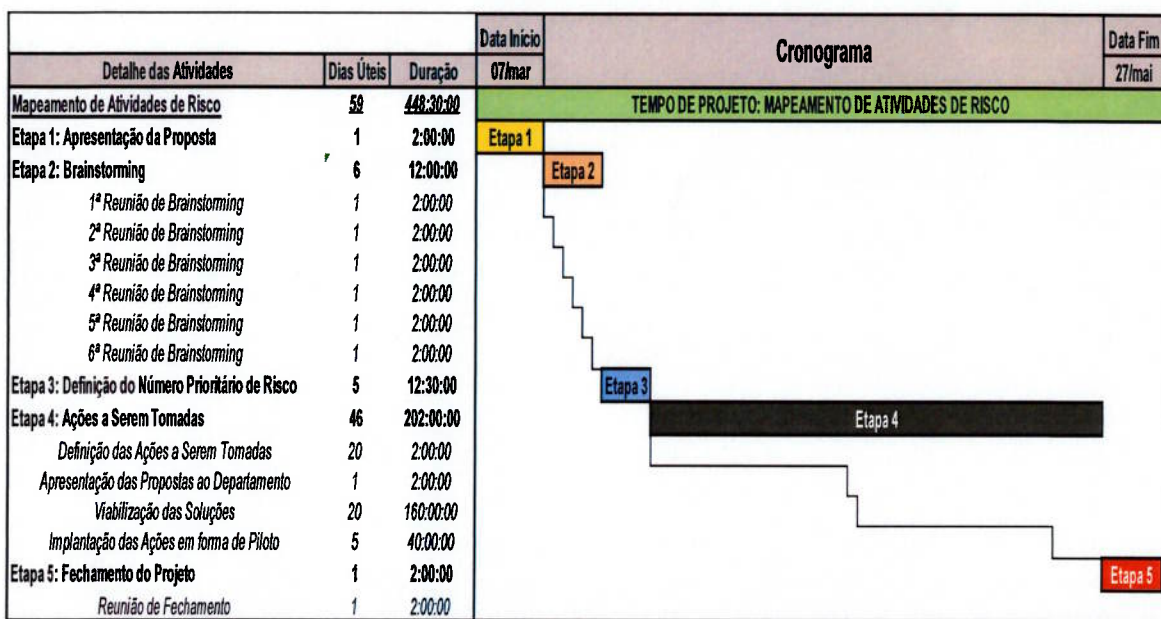 Data Início Cronograma Data Fim
Detalhe das Atividades Dias Úteis Duração 07/mar 27/mai
Mapeamento de Atividades de Risco 59 448:30:00 TEMPO DE PROJETO: MAPEAMENTO DE ATIVIDADES DE RISCO
Etapa 1: Apresentação da Proposta 1 2:00:00 Etapa 1
Etapa 2: Brainstorming 6 12:00:00 Etapa 2
1ª Reunião de Brainstorming 1 2:00:00
2ª Reunião de Brainstorming 1 2:00:00
3ª Reunião de Brainstorming 1 2:00:00
4ª Reunião de Brainstorming 1 2:00:00
5ª Reunião de Brainstorming 1 2:00:00
6ª Reunião de Brainstorming 1 2:00:00
Etapa 3: Definição do Número Prioritário de Risco 5 12:30:00 Etapa 3
Etapa 4: Ações a Serem Tomadas 46 202:00:00 Etapa 4
Definição das Ações a Serem Tomadas 20 2:00:00
Apresentação das Propostas ao Departamento 1 2:00:00
Viabilização das Soluções 20 160:00:00
Implantação das Ações em forma de Piloto 5 40:00:00
Etapa 5: Fechamento do Projeto 1 2:00:00 Etapa 5
Reunião de Fechamento 1 2:00:00